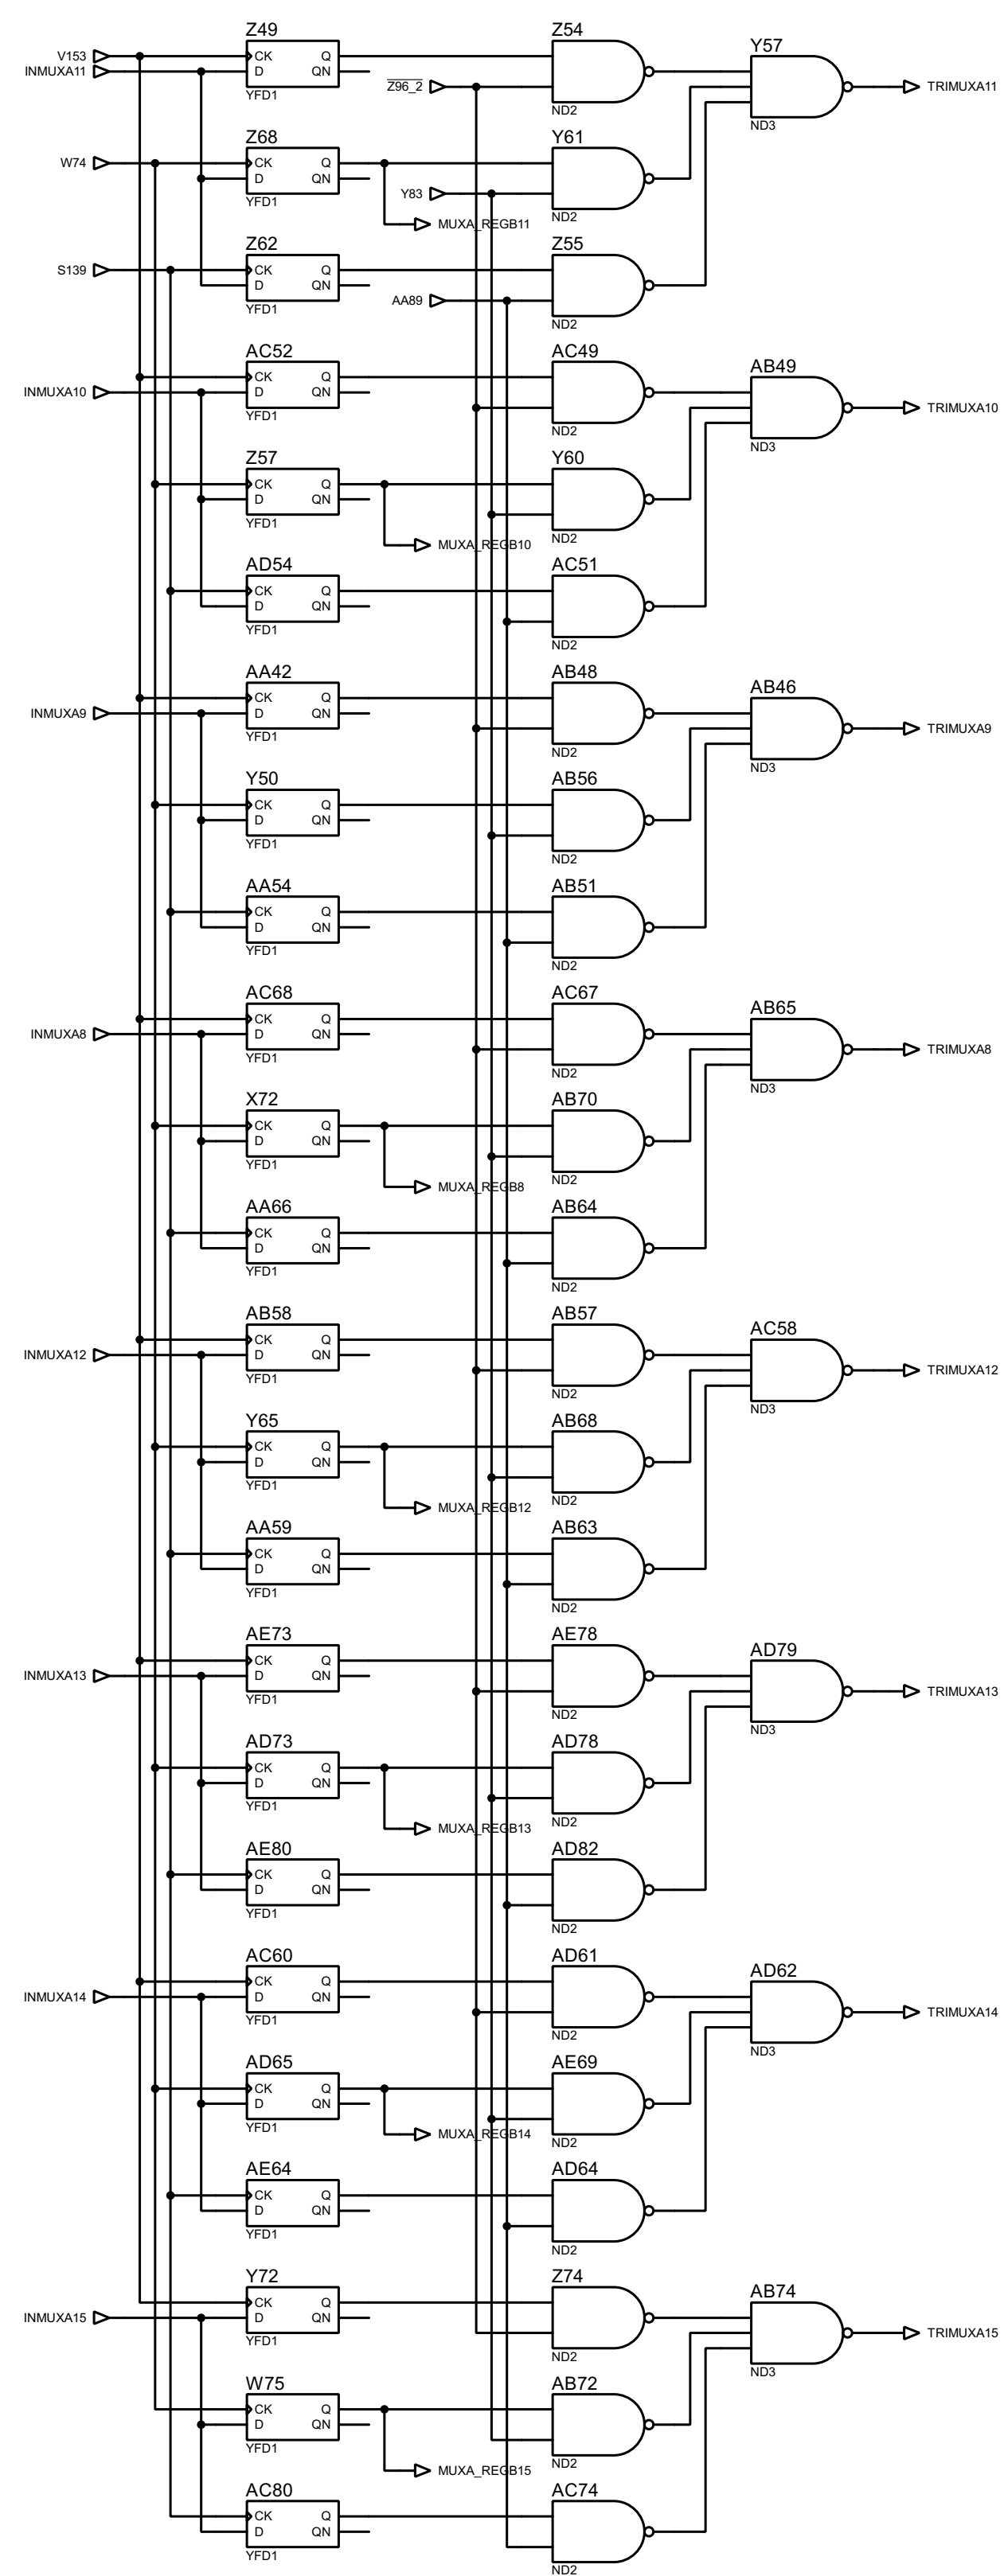 Z49
Z54
Y57
V153
CK
Q
INMUXA11
D
QN
YFD1
Z96_2
ND2
ND3
TRIMUXA11
Z68
Y61
W74
CK
Q
D
QN
YFD1
Y83
ND2
MUXA_REGB11
Z62
Z55
S139
CK
Q
D
QN
YFD1
AA89
ND2
AC52
AC49
AB49
CK
Q
INMUXA10
D
QN
YFD1
ND2
ND3
TRIMUXA10
Z57
Y60
CK
Q
D
QN
YFD1
ND2
MUXA_REGB10
AD54
AC51
CK
Q
D
QN
YFD1
ND2
AA42
AB48
AB46
CK
Q
INMUXA9
D
QN
YFD1
ND2
ND3
TRIMUXA9
Y50
AB56
CK
Q
D
QN
YFD1
ND2
AA54
AB51
CK
Q
D
QN
YFD1
ND2
AC68
AC67
AB65
CK
Q
INMUXA8
D
QN
YFD1
ND2
ND3
TRIMUXA8
X72
AB70
CK
Q
D
QN
YFD1
ND2
MUXA_REGB8
AA66
AB64
CK
Q
D
QN
YFD1
ND2
AB58
AB57
AC58
CK
Q
INMUXA12
D
QN
YFD1
ND2
ND3
TRIMUXA12
Y65
AB68
CK
Q
D
QN
YFD1
ND2
MUXA_REGB12
AA59
AB63
CK
Q
D
QN
YFD1
ND2
AE73
AE78
AD79
CK
Q
INMUXA13
D
QN
YFD1
ND2
ND3
TRIMUXA13
AD73
AD78
CK
Q
D
QN
YFD1
ND2
MUXA_REGB13
AE80
AD82
CK
Q
D
QN
YFD1
ND2
AC60
AD61
AD62
CK
Q
INMUXA14
D
QN
YFD1
ND2
ND3
TRIMUXA14
AD65
AE69
CK
Q
D
QN
YFD1
ND2
MUXA_REGB14
AE64
AD64
CK
Q
D
QN
YFD1
ND2
Y72
Z74
AB74
CK
Q
INMUXA15
D
QN
YFD1
ND2
ND3
TRIMUXA15
W75
AB72
CK
Q
D
QN
YFD1
ND2
MUXA_REGB15
AC80
AC74
CK
Q
D
QN
YFD1
ND2